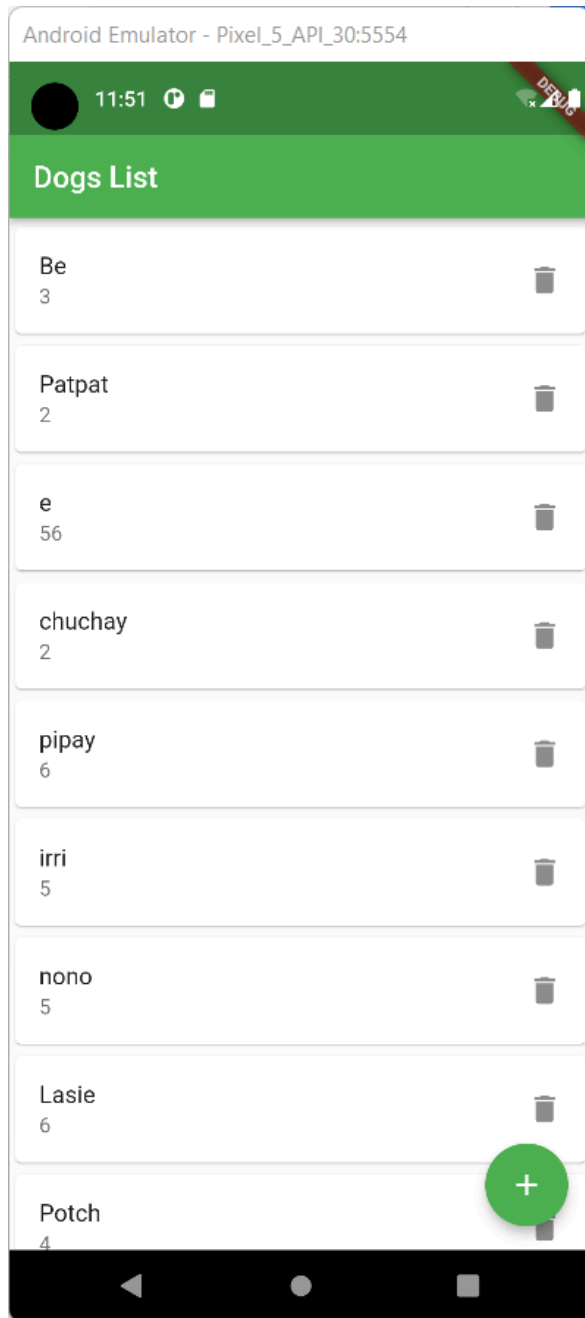 Android Emulator - Pixel_5_API_30:5554
11:51
DEBUG
Dogs List
Be
3
Patpat
2
e
56
chuchay
2
pipay
6
irri
5
nono
5
Lasie
6
+
Potch
4